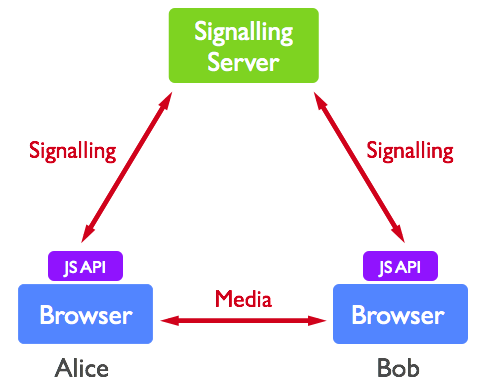 Signalling
Server
Signalling
Signalling
JS API
JS API
Browser
Media
Browser
Alice
Bob